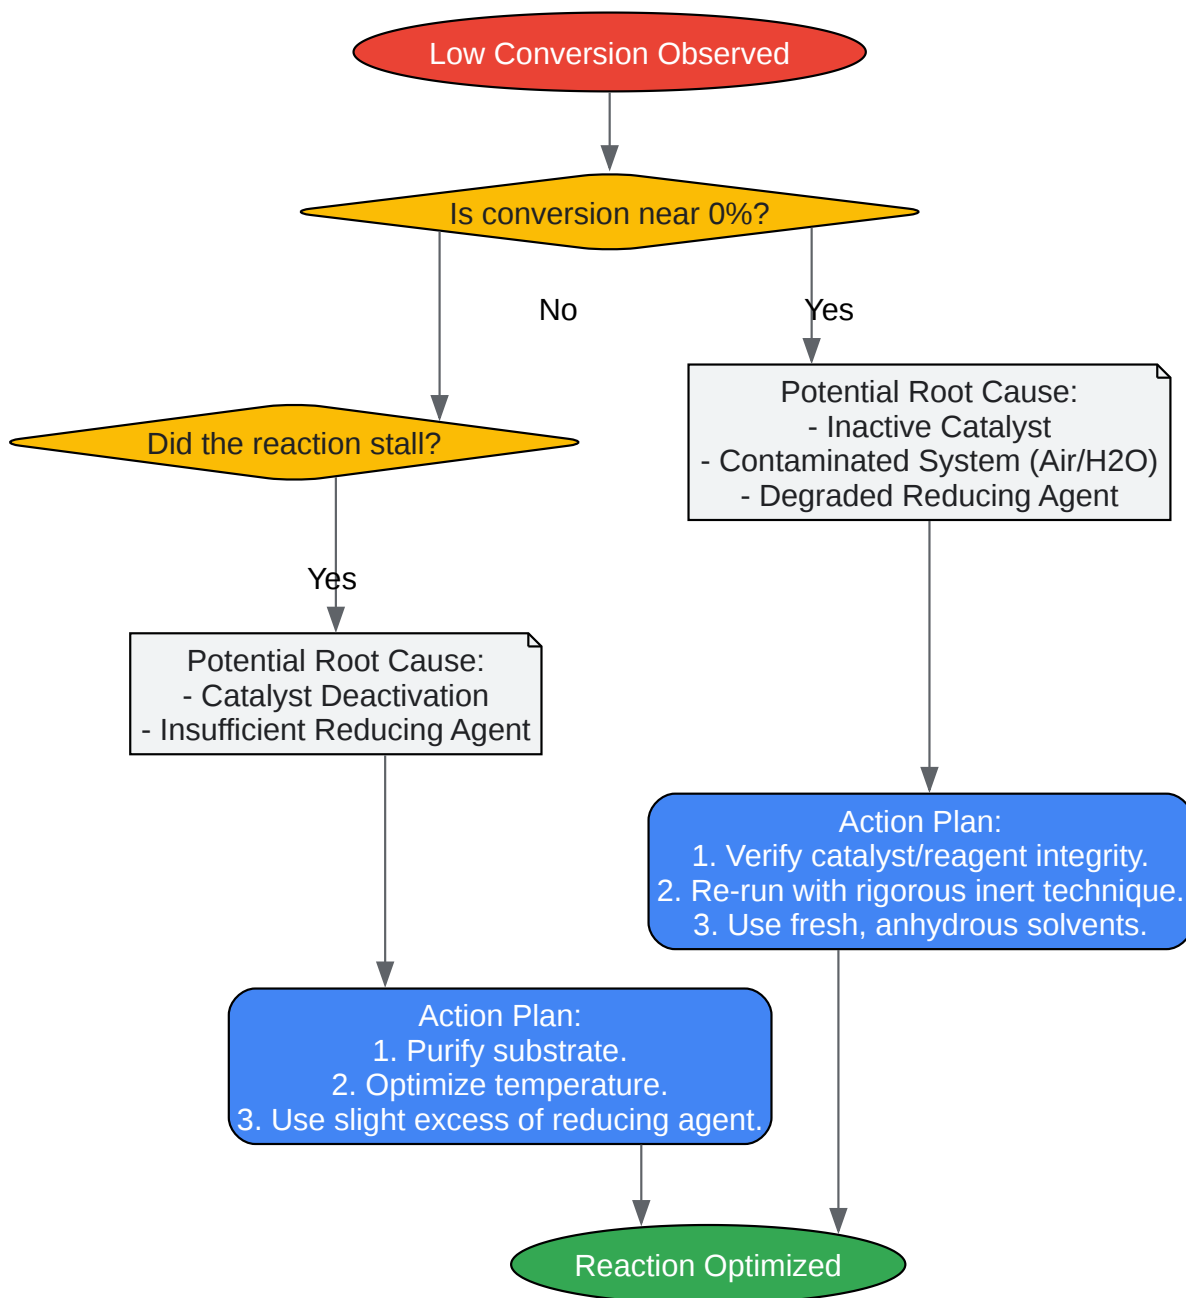 Low Conversion Observed
Is conversion near 0%?
No
Yes
Potential Root Cause:
- Inactive Catalyst
- Contaminated System (Air/H2O)
- Degraded Reducing Agent
Did the reaction stall?
Yes
Potential Root Cause:
- Catalyst Deactivation
- Insufficient Reducing Agent
Action Plan:
1. Verify catalyst/reagent integrity.
2. Re-run with rigorous inert technique.
3. Use fresh, anhydrous solvents.
Action Plan:
1. Purify substrate.
2. Optimize temperature.
3. Use slight excess of reducing agent.
Reaction Optimized